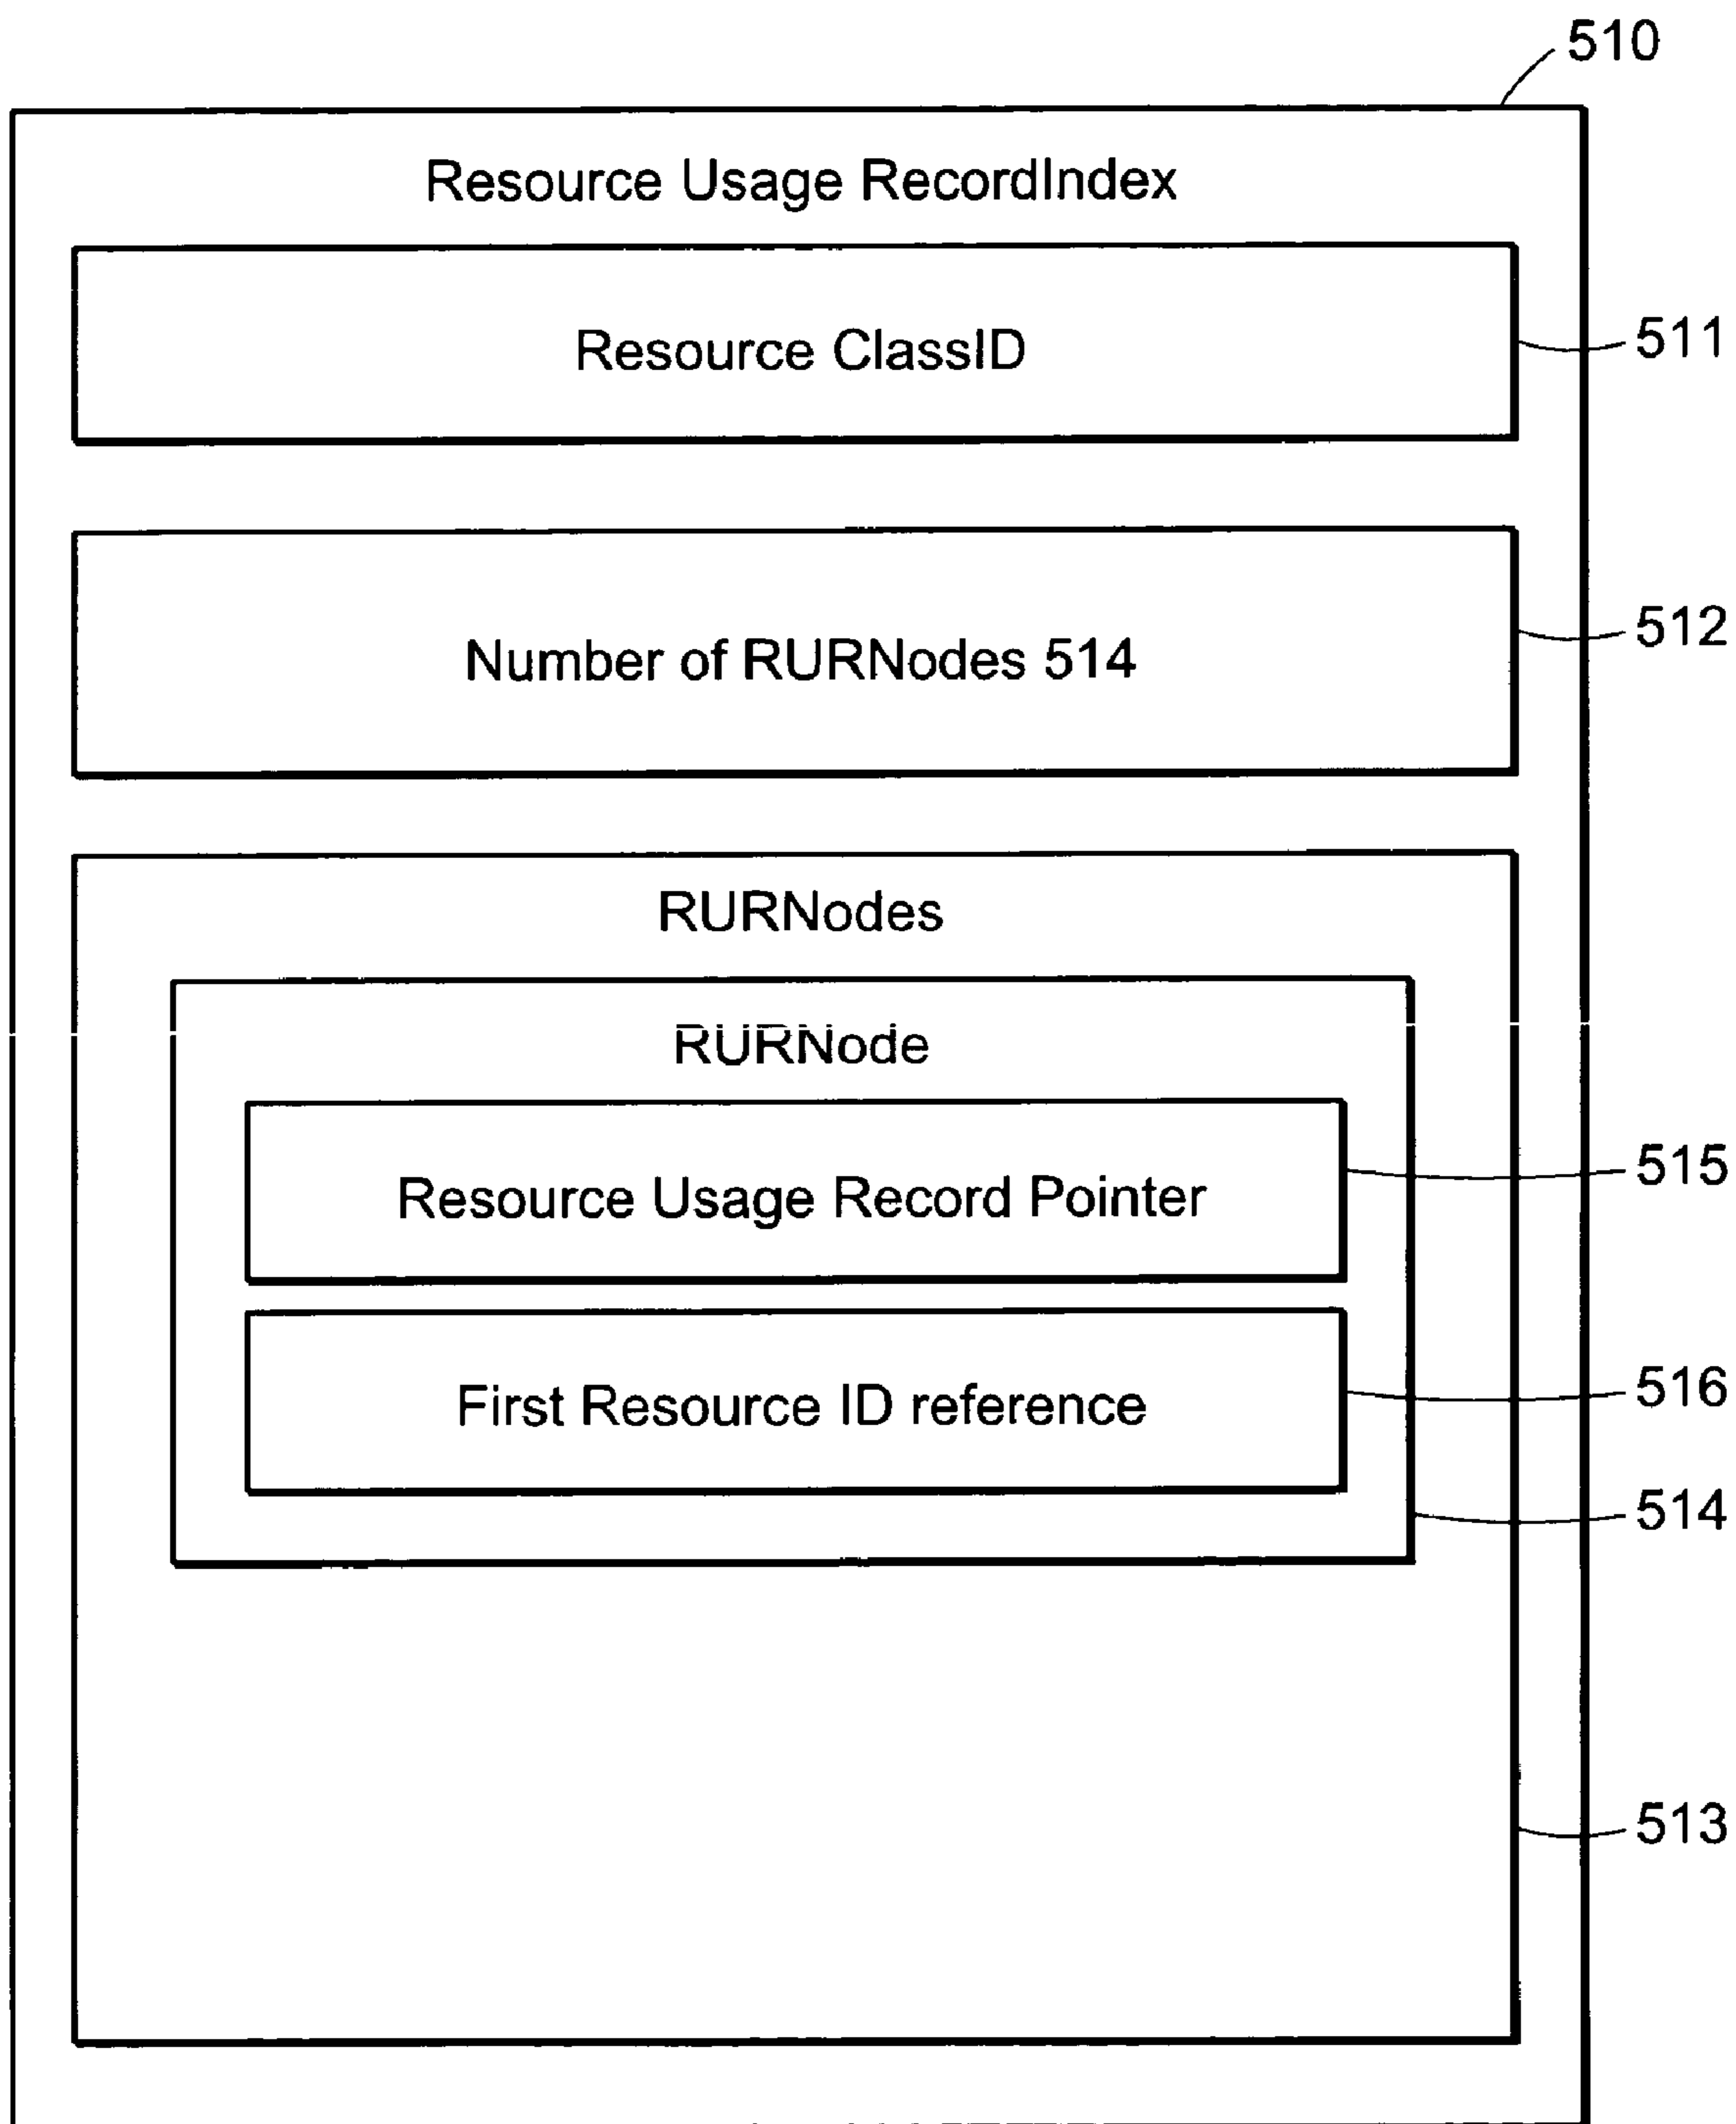 510
Resource Usage RecordIndex
Resource ClassID
511
Number of RURNodes 514
512
RURNodes
RURNode
Resource Usage Record Pointer
515
First Resource ID reference
516
514
513